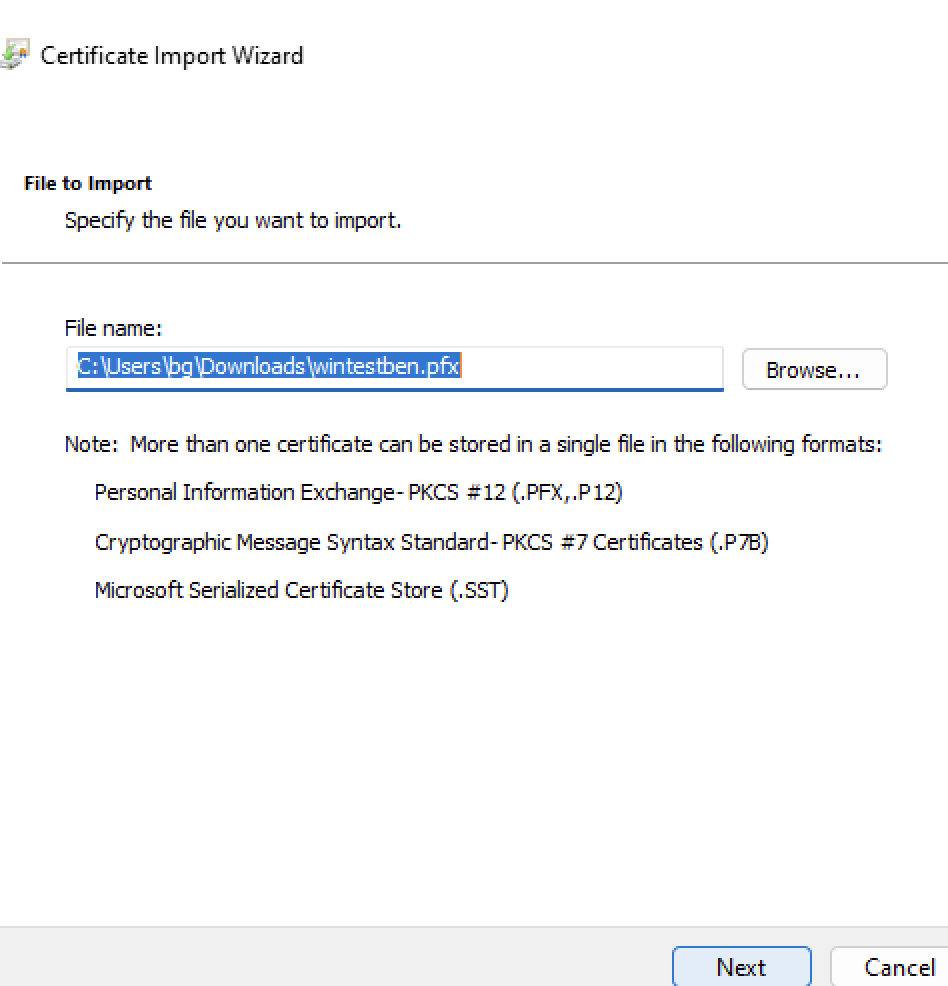 Certificate Import Wizard
File to Import
Specify the file you want to import.
File name:
C:\Users\bg\Downloads\wintestben.pfx
Browse...
Note:  More than one certificate can be stored in a single file in the following formats:
Personal Information Exchange- PKCS #12 (.PFX,.P12)
Cryptographic Message Syntax Standard- PKCS #7 Certificates (.P7B)
Microsoft Serialized Certificate Store (.SST)
Next
Cancel